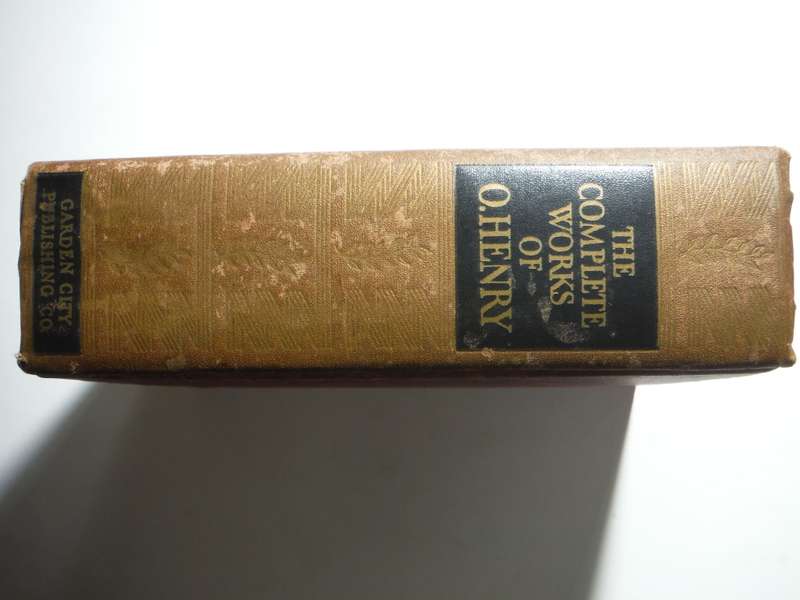 THE
COMPLETE
WORKS
OF
O. HENRY
GARDEN CITY
PUBLISHING CO.